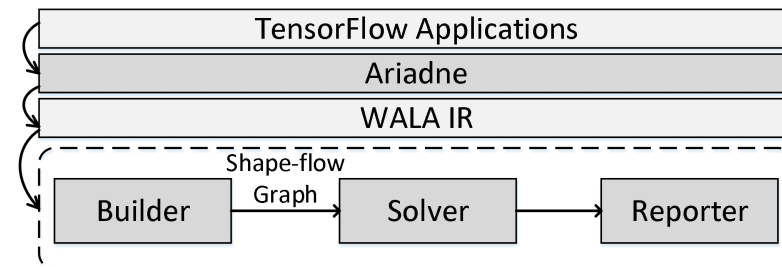 TensorFlow Applications
Ariadne
WALA IR
Shape-flow
Graph
Builder
Solver
Reporter